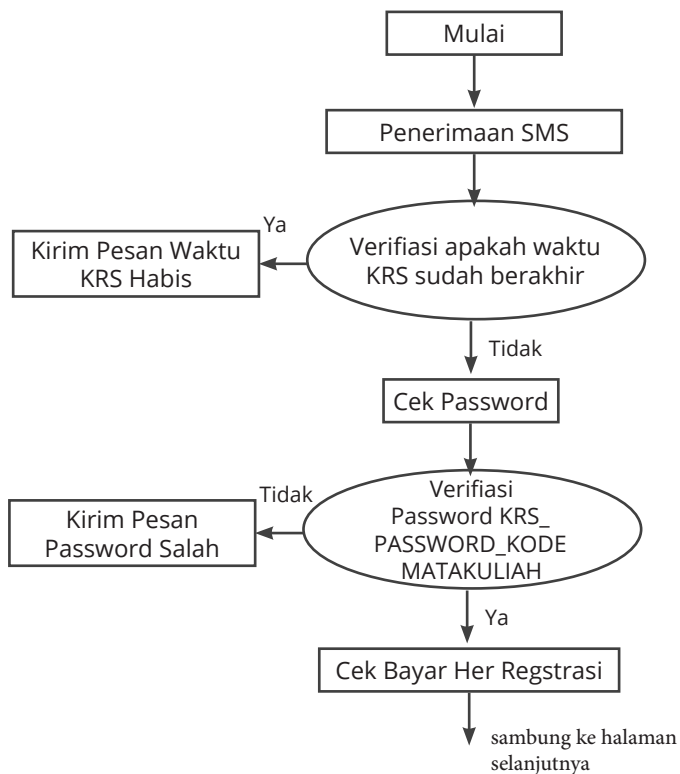 Mulai
Penerimaan SMS
Ya
Kirim Pesan Waktu
KRS Habis
Verifiasi apakah waktu
KRS sudah berakhir
Tidak
Cek Password
Tidak
Kirim Pesan
Password Salah
Verifiasi
Password KRS_
PASSWORD_KODE
MATAKULIAH
Ya
Cek Bayar Her Regstrasi
sambung ke halaman
selanjutnya